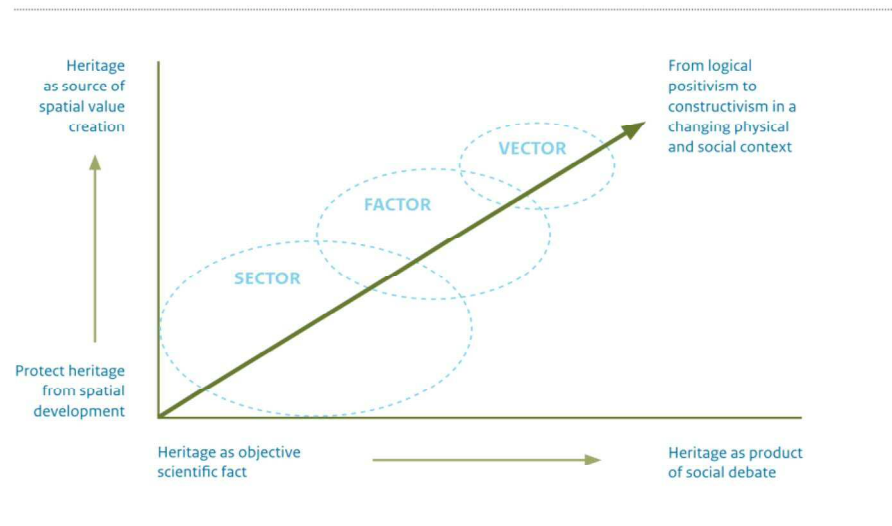 Heritage
as source of
spatial value
creation
From logical
positivism to
constructivism in a
changing physical
and social context
VECTOR
FACTOR
SECTOR
Protect heritage
from spatial
development
Heritage as objective
scientific fact
Heritage as product
of social debate